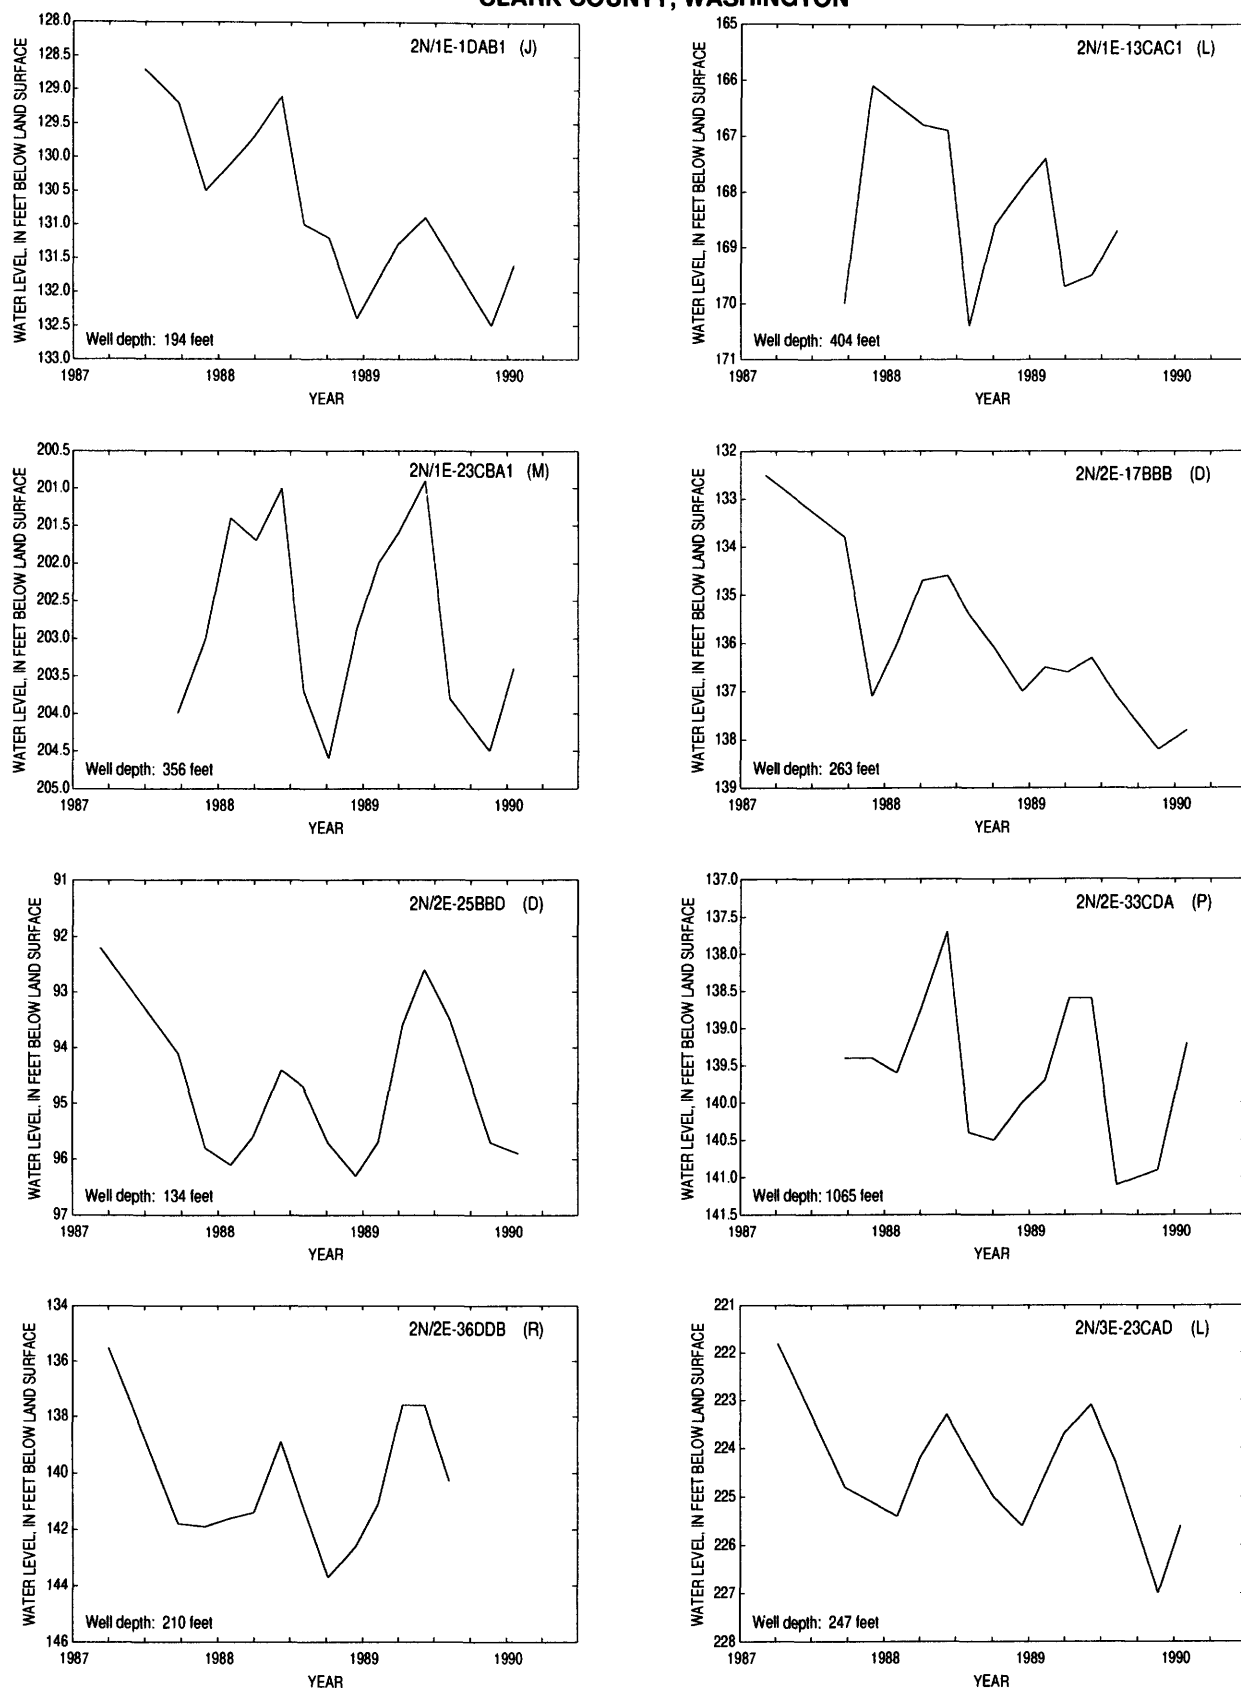 CLARK COUNTY, WASHINGTON
2N/1E-1DAB1 (J)
WATER LEVEL, IN FEET BELOW LAND SURFACE
128.0
128.5
129.0
129.5
130.0
130.5
131.0
131.5
132.0
132.5
133.0
Well depth: 194 feet
1987 1988 1989 1990
YEAR
2N/1E-13CAC1 (L)
WATER LEVEL, IN FEET BELOW LAND SURFACE
165
166
167
168
169
170
171
Well depth: 404 feet
1987 1988 1989 1990
YEAR
2N/1E-23CBA1 (M)
WATER LEVEL, IN FEET BELOW LAND SURFACE
200.5
201.0
201.5
202.0
202.5
203.0
203.5
204.0
204.5
205.0
Well depth: 356 feet
1987 1988 1989 1990
YEAR
2N/2E-17BBB (D)
WATER LEVEL, IN FEET BELOW LAND SURFACE
132
133
134
135
136
137
138
139
Well depth: 263 feet
1987 1988 1989 1990
YEAR
2N/2E-25BBD (D)
WATER LEVEL. IN FEET BELOW LAND SURFACE
91
92
93
94
95
96
97
Well depth: 134 feet
1987 1988 1989 1990
YEAR
2N/2E-33CDA (P)
WATER LEVEL, IN FEET BELOW LAND SURFACE
137.0
137.5
138.0
138.5
139.0
139.5
140.0
140.5
141.0
141.5
Well depth: 1065 feet
1987 1988 1989 1990
YEAR
2N/2E-36DDB (R)
WATER LEVEL, IN FEET BELOW LAND SURFACE
134
136
138
140
142
144
146
Well depth: 210 feet
1987 1988 1989 1990
YEAR
2N/3E-23CAD (L)
WATER LEVEL, IN FEET BELOW LAND SURFACE
221
222
223
224
225
226
227
228
Well depth: 247 feet
1987 1988 1989 1990
YEAR